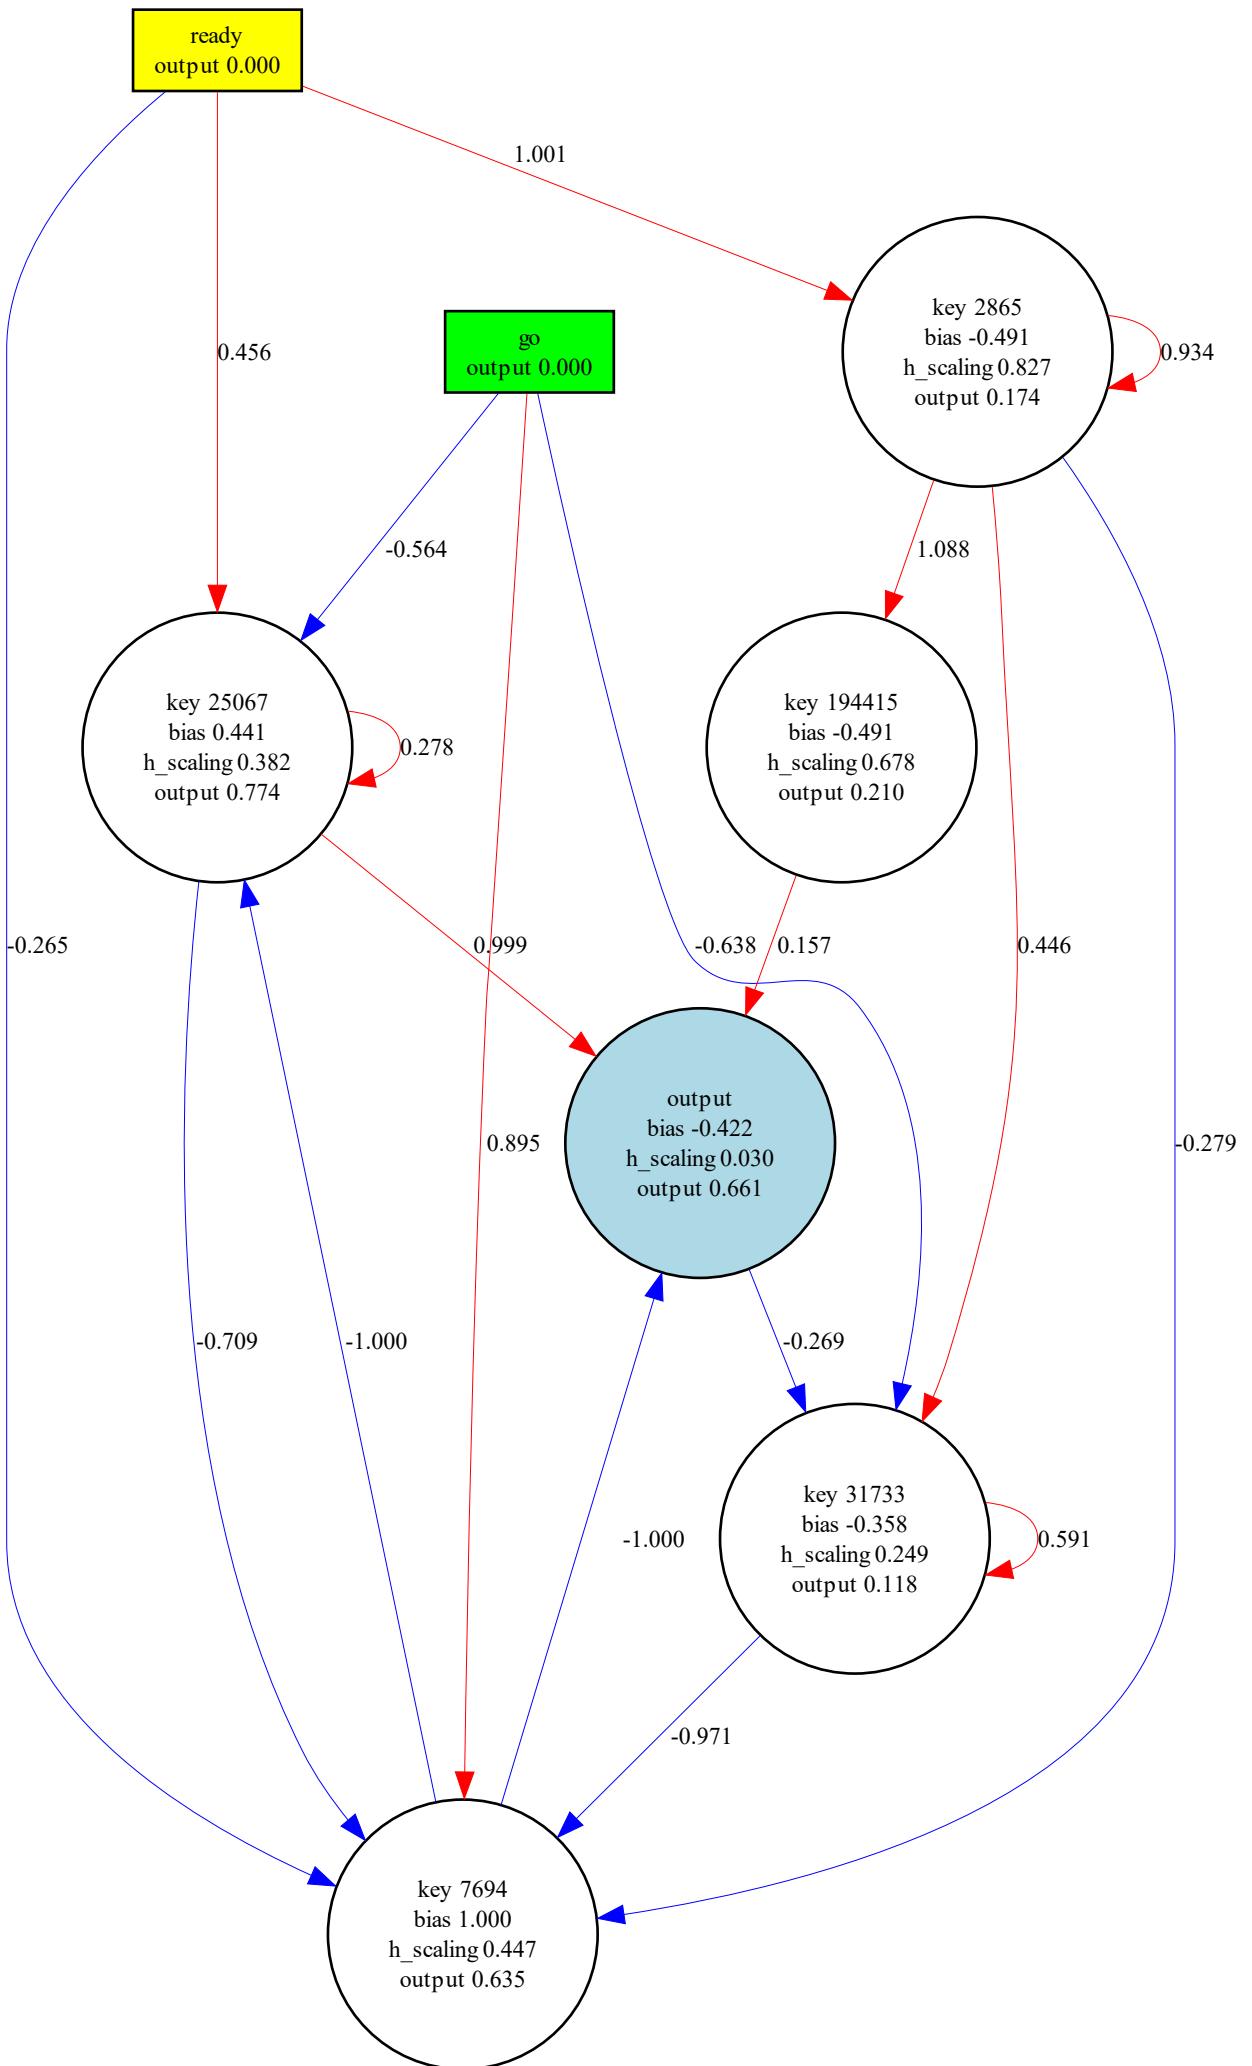 ready
output 0.000
1.001
key 2865
bias -0.491
h_scaling 0.827
output 0.174
0.934
go
output 0.000
0.456
-0.564
1.088
key 25067
bias 0.441
h_scaling 0.382
output 0.774
0.278
key 194415
bias -0.491
h_scaling 0.678
output 0.210
-0.265
0.999
-0.638
0.157
0.446
output
bias -0.422
h_scaling 0.030
output 0.661
0.895
-0.279
-0.709
-1.000
-0.269
key 31733
bias -0.358
h_scaling 0.249
output 0.118
-1.000
0.591
-0.971
key 7694
bias 1.000
h_scaling 0.447
output 0.635